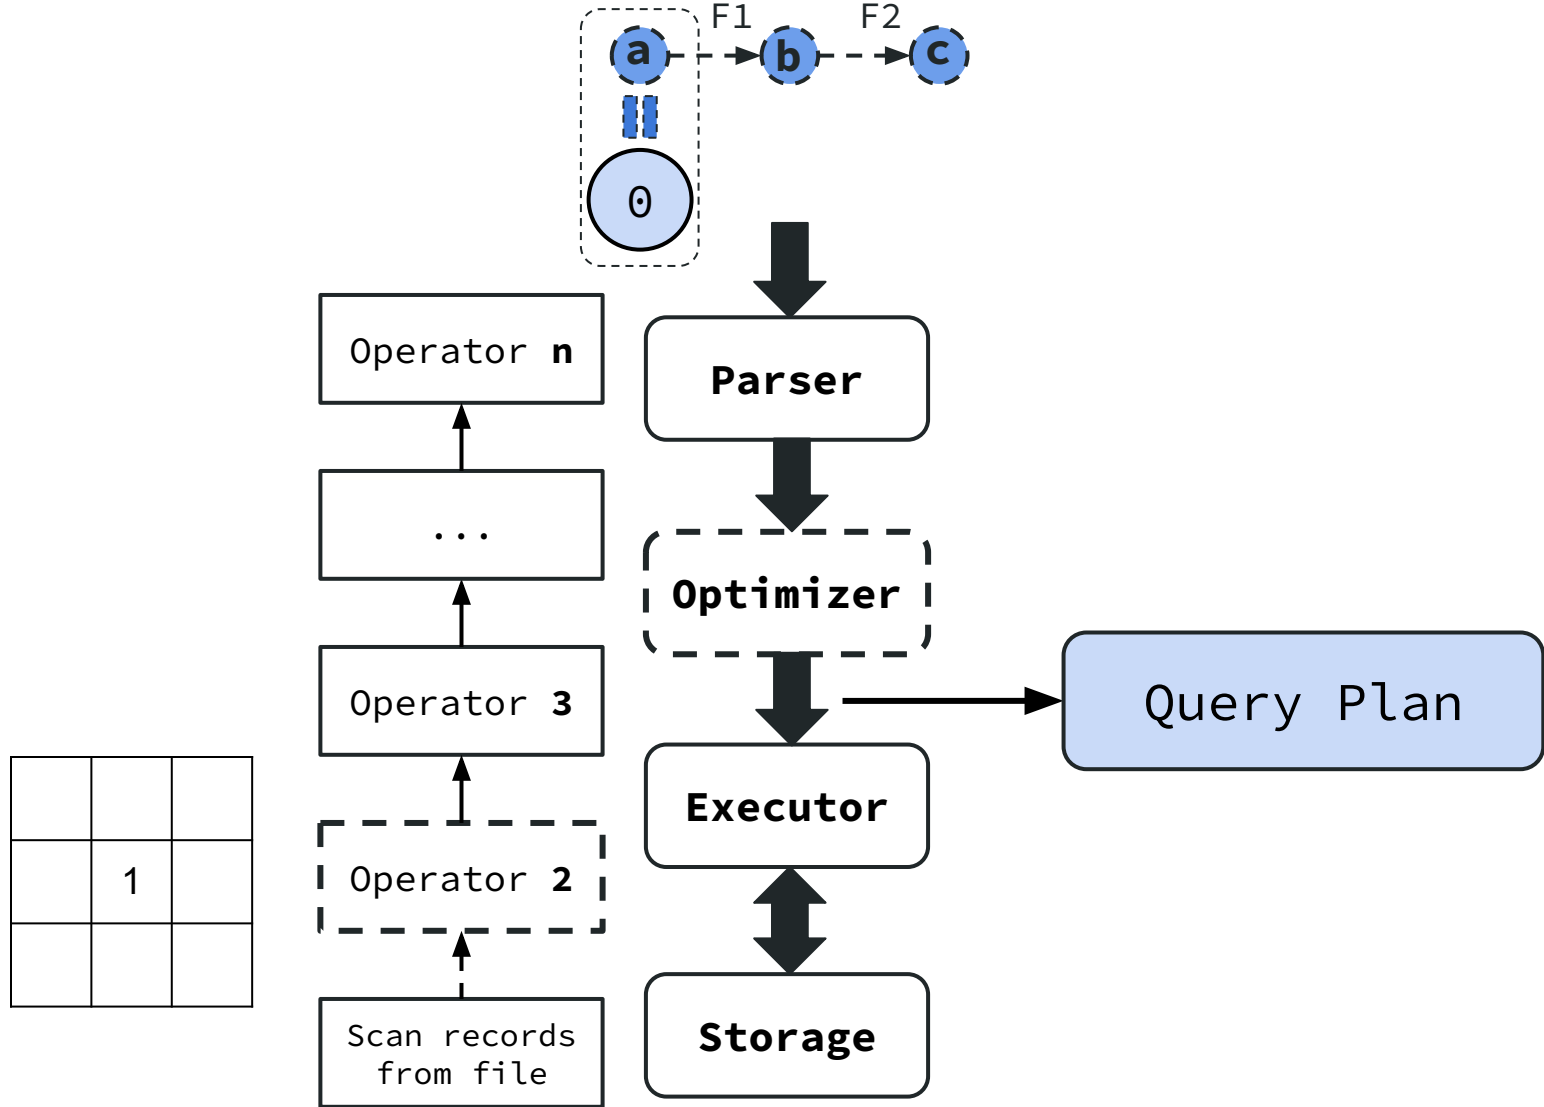 F1 F2
a b c
0
Operator n
Parser
...
Optimizer
Operator 3
Query Plan
Executor
1
Operator 2
Scan records
from file
Storage